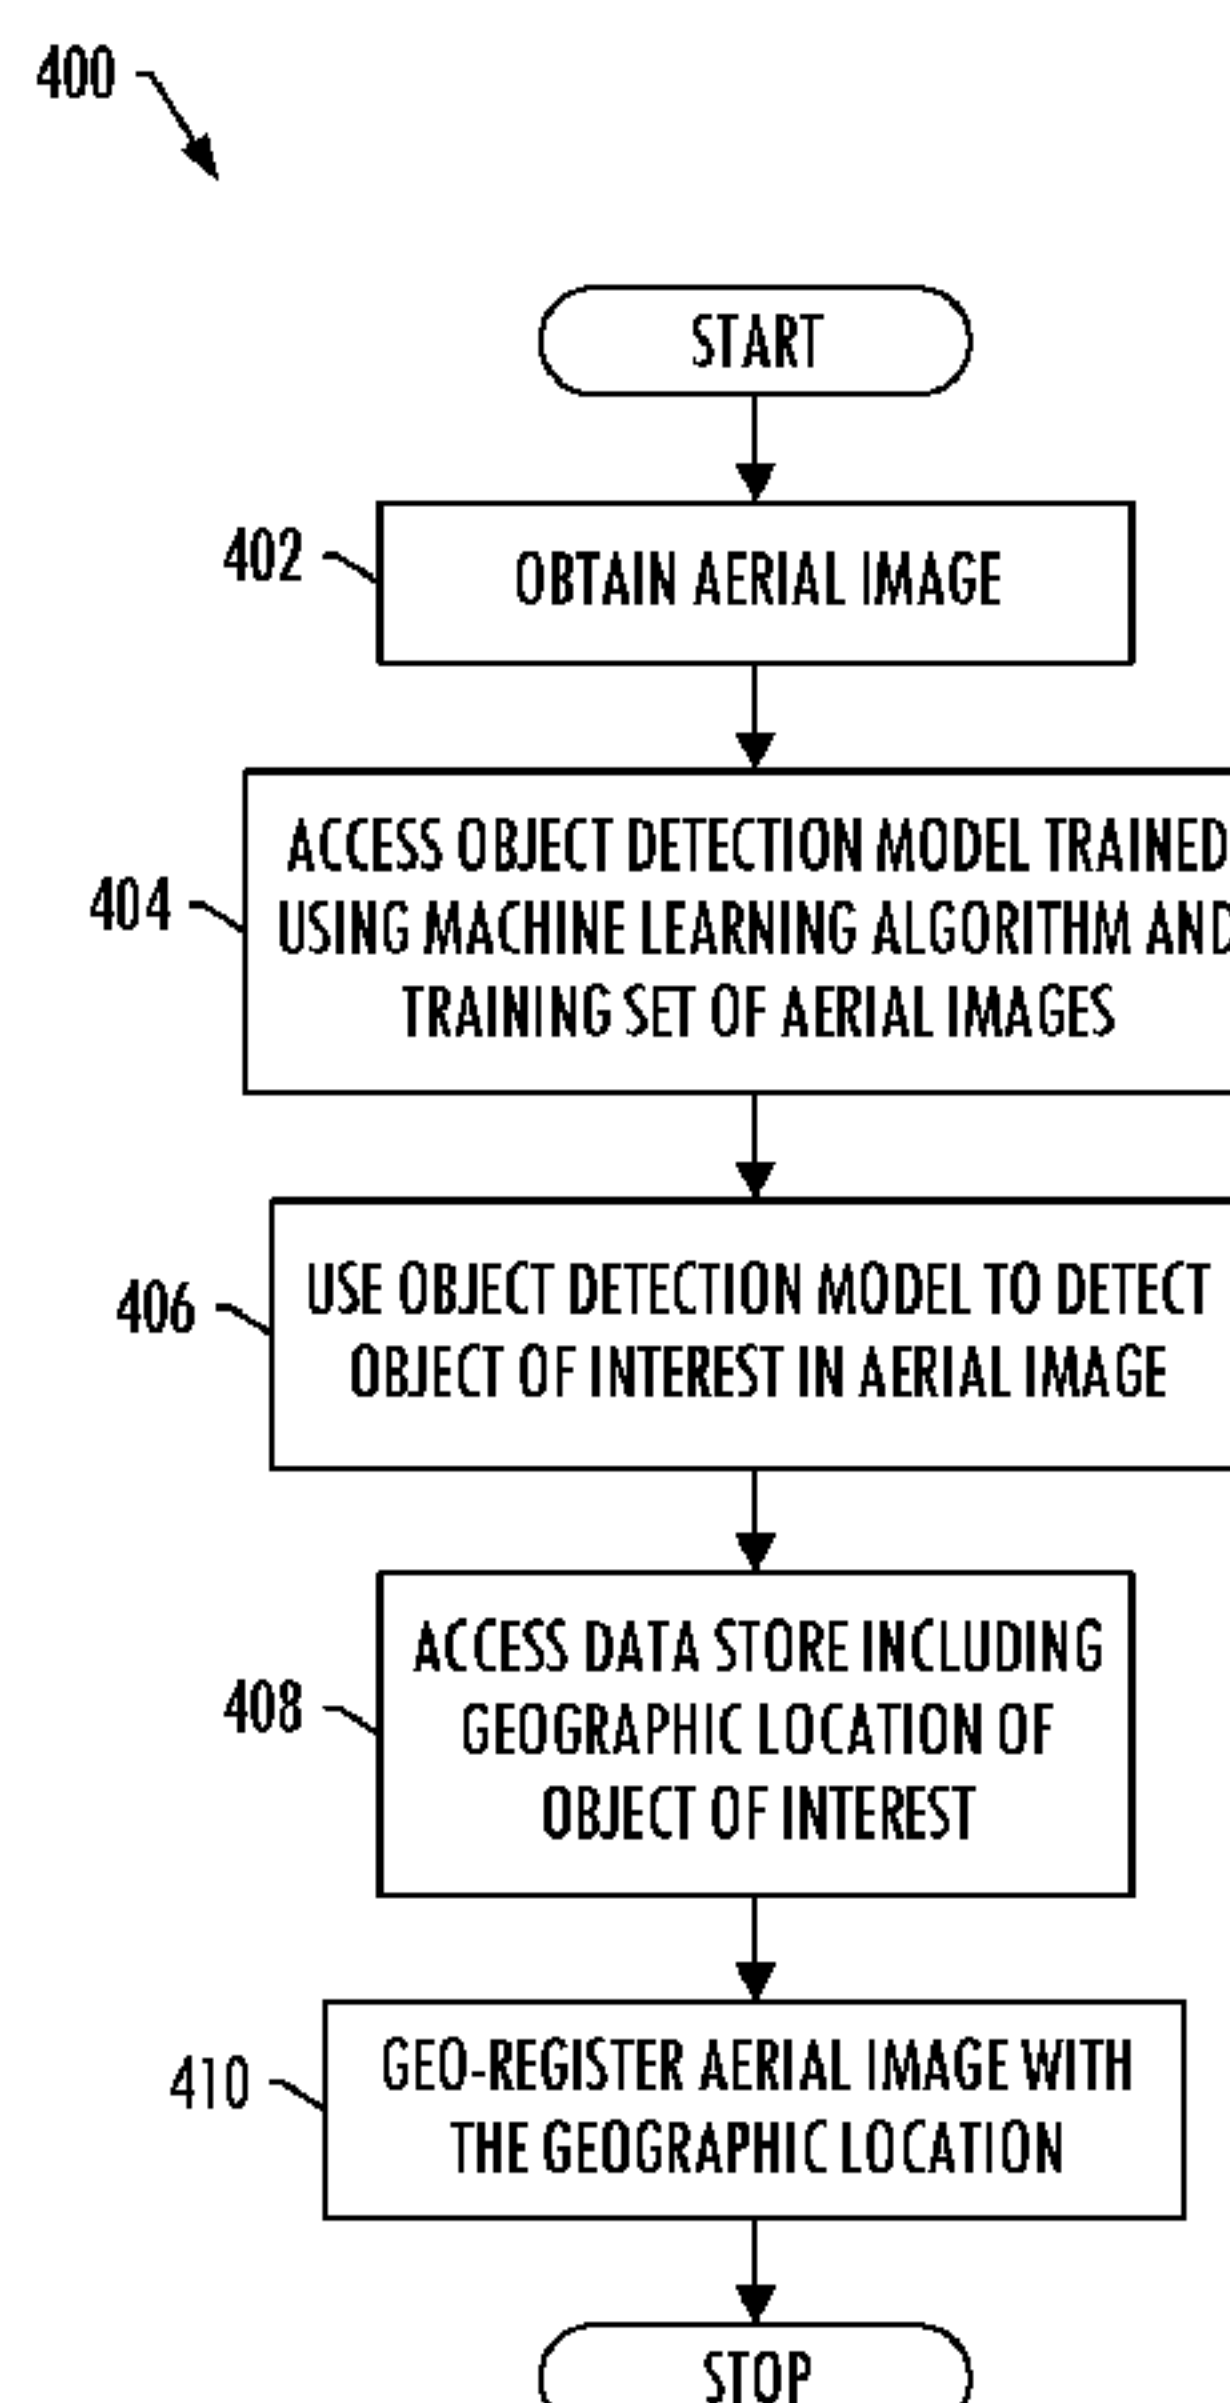 400
START
402
OBTAIN AERIAL IMAGE
404
ACCESS OBJECT DETECTION MODEL TRAINED
USING MACHINE LEARNING ALGORITHM AND
TRAINING SET OF AERIAL IMAGES
406
USE OBJECT DETECTION MODEL TO DETECT
OBJECT OF INTEREST IN AERIAL IMAGE
408
ACCESS DATA STORE INCLUDING
GEOGRAPHIC LOCATION OF
OBJECT OF INTEREST
410
GEO-REGISTER AERIAL IMAGE WITH
THE GEOGRAPHIC LOCATION
STOP